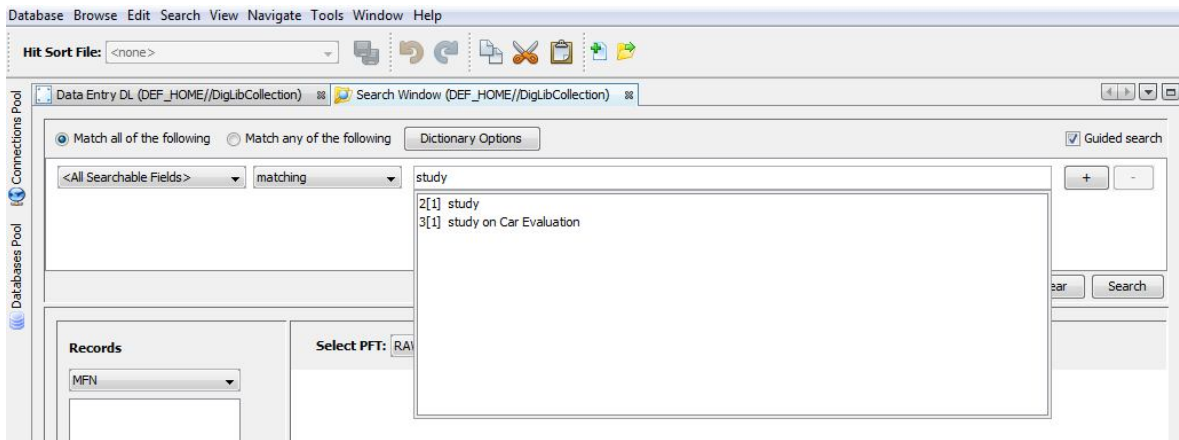 Database Browse Edit Search View Navigate Tools Window Help
Hit Sort File: <none>
Data Entry DL (DEF_HOME//DigLibCollection) Search Window (DEF_HOME//DigLibCollection)
Connections Pool
Databases Pool
Match all of the following Match any of the following Dictionary Options Guided search
<All Searchable Fields> matching study + -
2[1] study
3[1] study on Car Evaluation
ear Search
Records
Select PFT: RAW
MFN